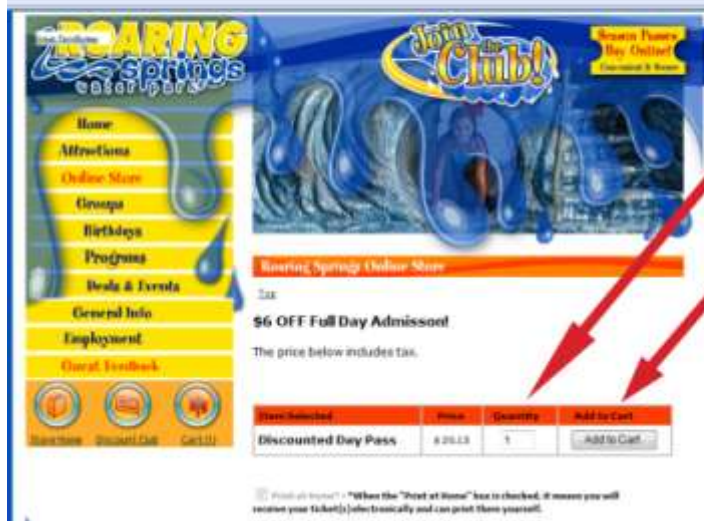 ROARING
Springs
water park
Join
the
Club!
Season Passes
Buy Online!
Convenient & Secure
Home
Attractions
Online Store
Groups
Birthdays
Programs
Deals & Events
General Info
Employment
Guest Feedback
Store Home Discount Club Cart (1)
Roaring Springs Online Store
Top
$6 OFF Full Day Admisson!
The price below includes tax.
Item Selected Price Quantity Add to Cart
Discounted Day Pass 1 Add to Cart
Print at Home? - "When the "Print at Home" box is checked, it means you will
receive your ticket(s) electronically and can print them yourself.